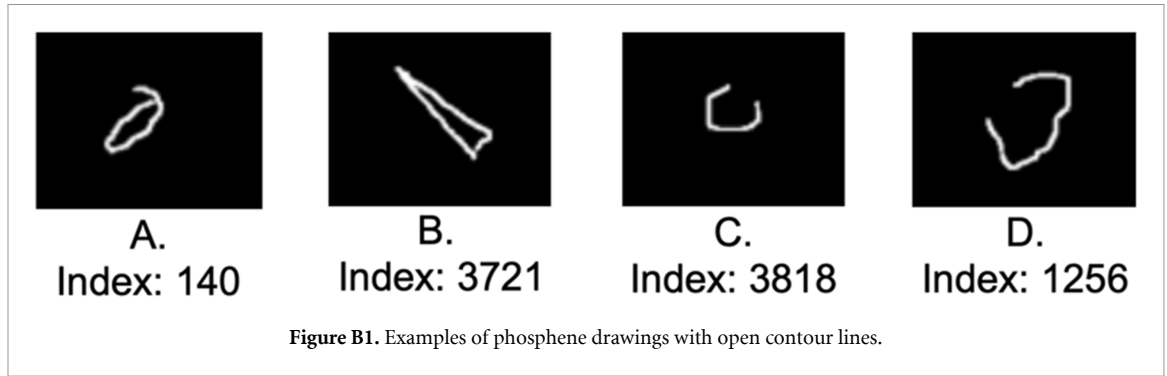 A.
Index: 140
B.
Index: 3721
C.
Index: 3818
D.
Index: 1256
Figure B1. Examples of phosphene drawings with open contour lines.